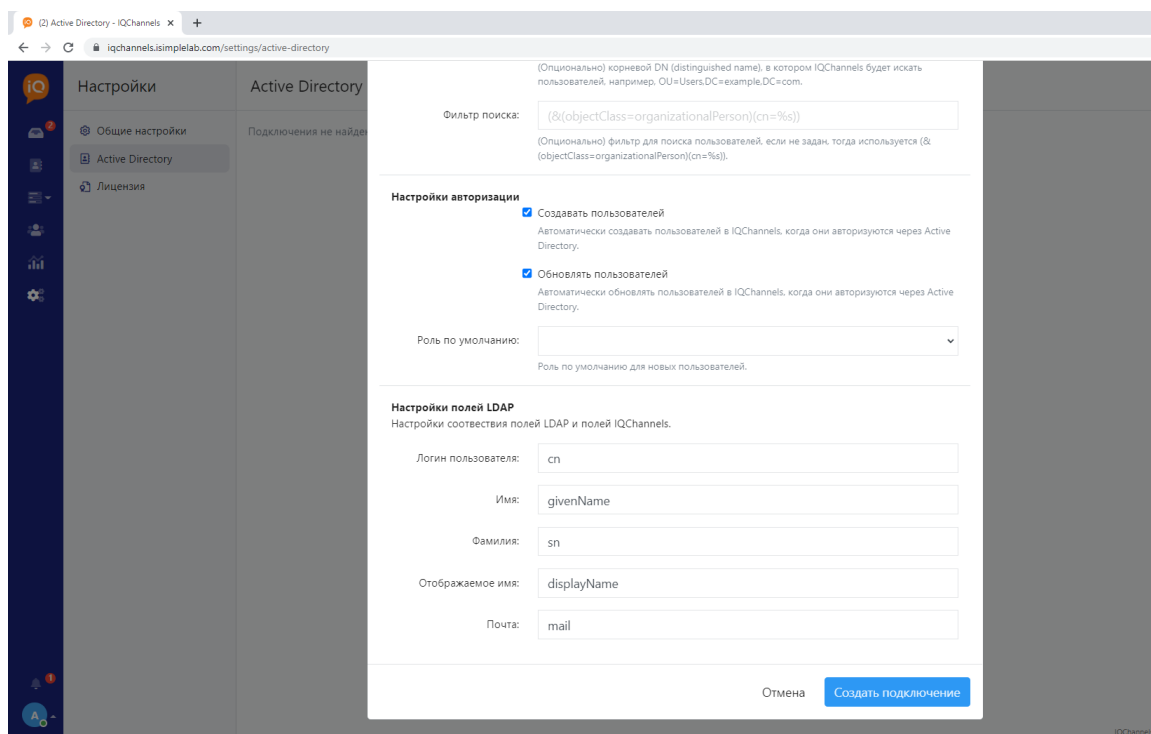 (2) Active Directory - IQChannels
iqchannels.isimplelab.com/settings/active-directory
iQ
Настройки
Active Directory
2
Общие настройки
Active Directory
Лицензия
Подключения не найде
(Опционально) корневой DN (distinguished name), в котором IQChannels будет искать
пользователей, например, OU=Users,DC=example,DC=com.
Фильтр поиска:
(&(objectClass=organizationalPerson)(cn=%s))
(Опционально) фильтр для поиска пользователей, если не задан, тогда используется (&
(objectClass=organizationalPerson)(cn=%s)).
Настройки авторизации
Создавать пользователей
Автоматически создавать пользователей в IQChannels, когда они авторизуются через Active
Directory.
Обновлять пользователей
Автоматически обновлять пользователей в IQChannels, когда они авторизуются через Active
Directory.
Роль по умолчанию:
Роль по умолчанию для новых пользователей.
Настройки полей LDAP
Настройки соотвествия полей LDAP и полей IQChannels.
Логин пользователя:
cn
Имя:
givenName
Фамилия:
sn
Отображаемое имя:
displayName
Почта:
mail
Отмена
Создать подключение
1
A
IQChannel